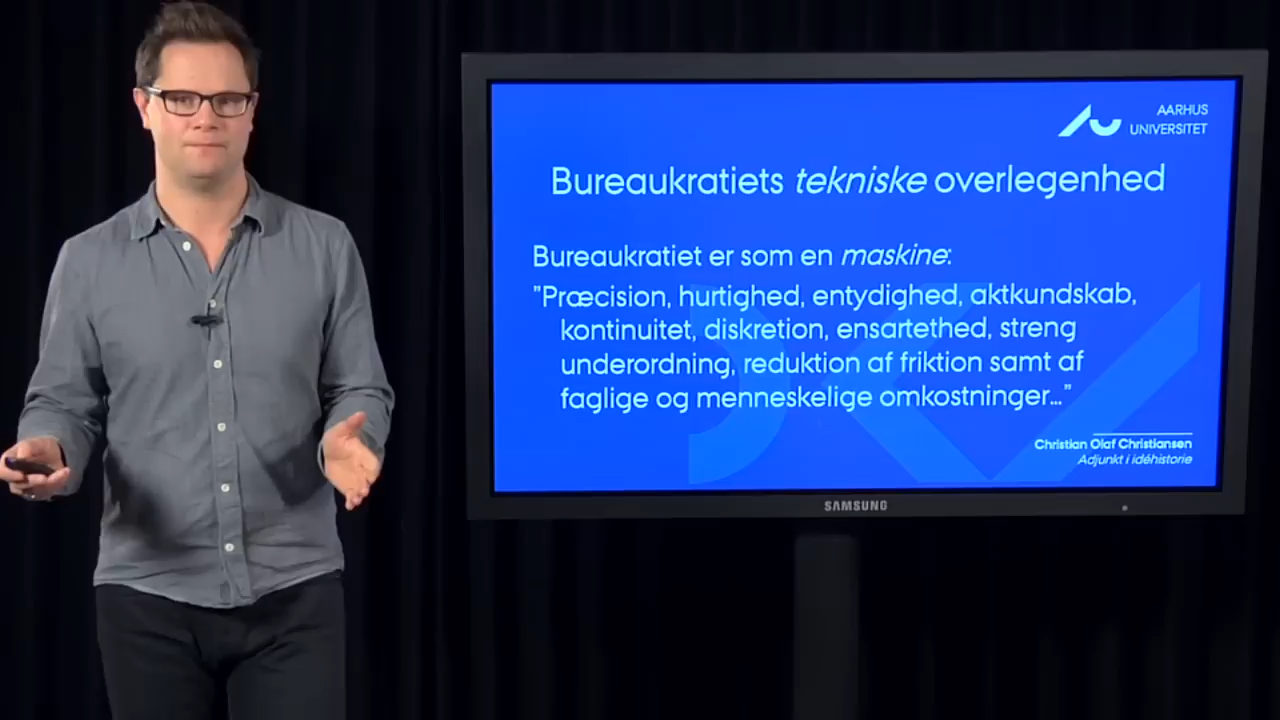 AARHUS
UNIVERSITET
Bureaukratiets tekniske overlegenhed
Bureaukratiet er som en maskine:
"Præcision, hurtighed, entydighed, aktkundskab,
kontinuitet, diskretion, ensartethed, streng
underordning, reduktion af friktion samt af
faglige og menneskelige omkostninger…"
Christian Olaf Christiansen
Adjunkt i idéhistorie
SAMSUNG